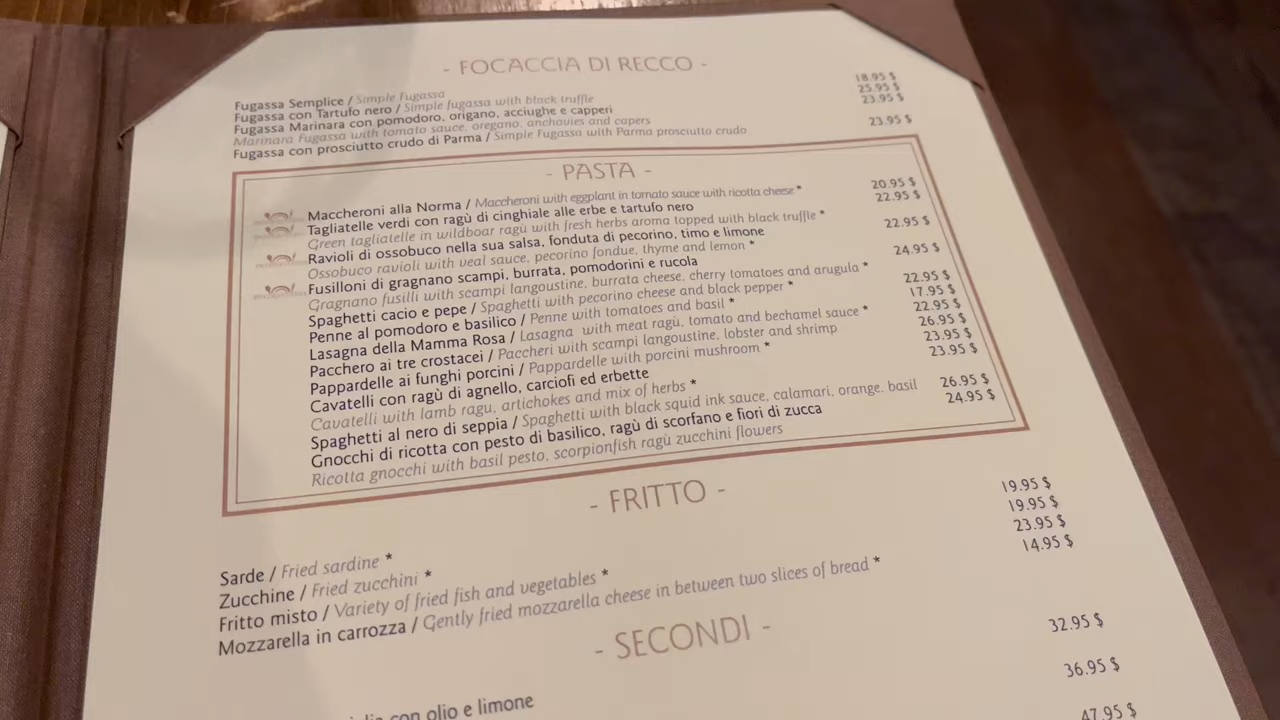 - FOCACCIA DI RECCO -
Fugassa Semplice / Simple Fugassa 18.95 $
Fugassa con Tartufo nero / Simple fugassa with black truffle 25.95 $
Fugassa Marinara con pomodoro, origano, acciughe e capperi 23.95 $
Marinara Fugassa with tomato sauce, oregano, anchovies and capers
Fugassa con prosciutto crudo di Parma / Simple Fugassa with Parma prosciutto crudo 23.95 $
- PASTA -
Maccheroni alla Norma / Maccheroni with eggplant in tomato sauce with ricotta cheese * 20.95 $
Tagliatelle verdi con ragù di cinghiale alle erbe e tartufo nero 22.95 $
Green tagliatelle in wildboar ragù with fresh herbs aroma topped with black truffle *
Ravioli di ossobuco nella sua salsa, fonduta di pecorino, timo e limone 22.95 $
Ossobuco ravioli with veal sauce, pecorino fondue, thyme and lemon *
Fusilloni di gragnano scampi, burrata, pomodorini e rucola 24.95 $
Gragnano fusilli with scampi langoustine, burrata cheese, cherry tomatoes and arugula *
Spaghetti cacio e pepe / Spaghetti with pecorino cheese and black pepper * 22.95 $
Penne al pomodoro e basilico / Penne with tomatoes and basil * 17.95 $
Lasagna della Mamma Rosa / Lasagna with meat ragù, tomato and bechamel sauce * 22.95 $
Pacchero ai tre crostacei / Paccheri with scampi langoustine, lobster and shrimp 26.95 $
Pappardelle ai funghi porcini / Pappardelle with porcini mushroom * 23.95 $
Cavatelli con ragù di agnello, carciofi ed erbette 23.95 $
Cavatelli with lamb ragu, artichokes and mix of herbs *
Spaghetti al nero di seppia / Spaghetti with black squid ink sauce, calamari, orange, basil 26.95 $
Gnocchi di ricotta con pesto di basilico, ragù di scorfano e fiori di zucca 24.95 $
Ricotta gnocchi with basil pesto, scorpionfish ragù zucchini flowers
- FRITTO -
Sarde / Fried sardine * 19.95 $
Zucchine / Fried zucchini * 19.95 $
Fritto misto / Variety of fried fish and vegetables * 23.95 $
Mozzarella in carrozza / Gently fried mozzarella cheese in between two slices of bread * 14.95 $
- SECONDI -
32.95 $
36.95 $
con olio e limone 47.95 $